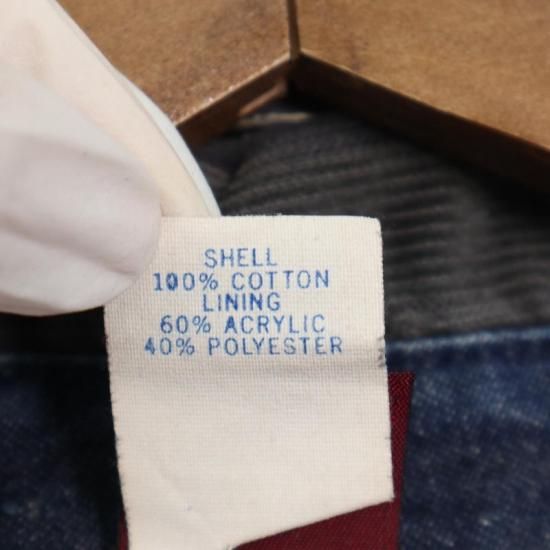 SHELL
100% COTTON
LINING
60% ACRYLIC
40% POLYESTER